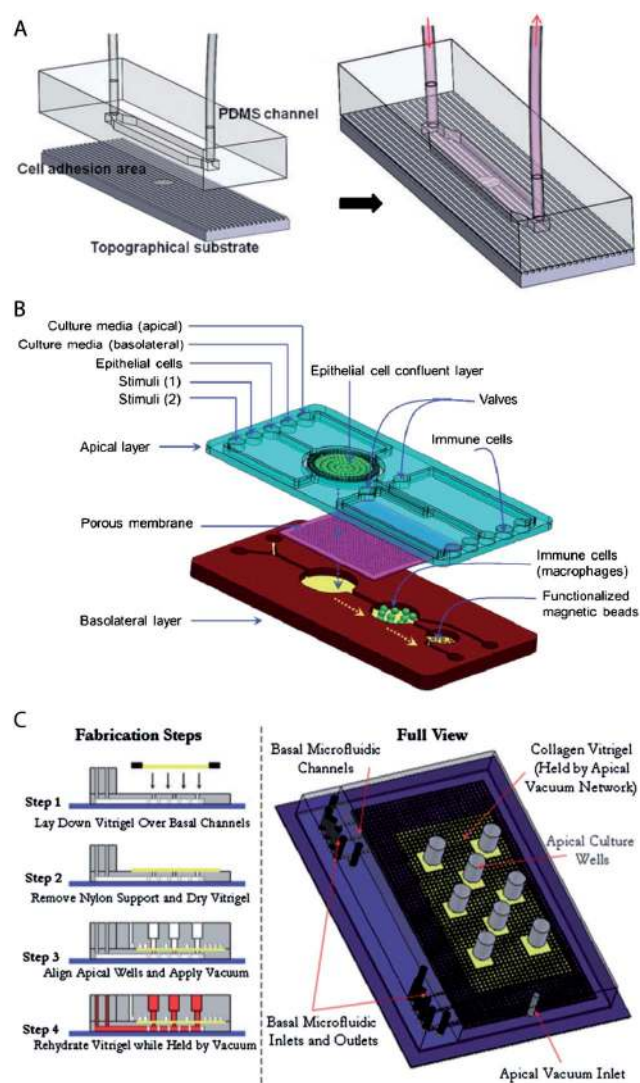 A
PDMS channel
Cell adhesion area
Topographical substrate
B
Culture media (apical)
Culture media (basolateral)
Epithelial cells
Stimuli (1)
Stimuli (2)
Apical layer
Epithelial cell confluent layer
Valves
Immune cells
Porous membrane
Immune cells
(macrophages)
Functionalized
magnetic beads
Basolateral layer
C
Fabrication Steps
Step 1
Lay Down Vitrigel Over Basal Channels
Step 2
Remove Nylon Support and Dry Vitrigel
Step 3
Align Apical Wells and Apply Vacuum
Step 4
Rehydrate Vitrigel while Held by Vacuum
Full View
Basal Microfluidic
Channels
Collagen Vitrigel
(Held by Apical
Vacuum Network)
Apical Culture
Wells
Basal Microfluidic
Inlets and Outlets
Apical Vacuum Inlet